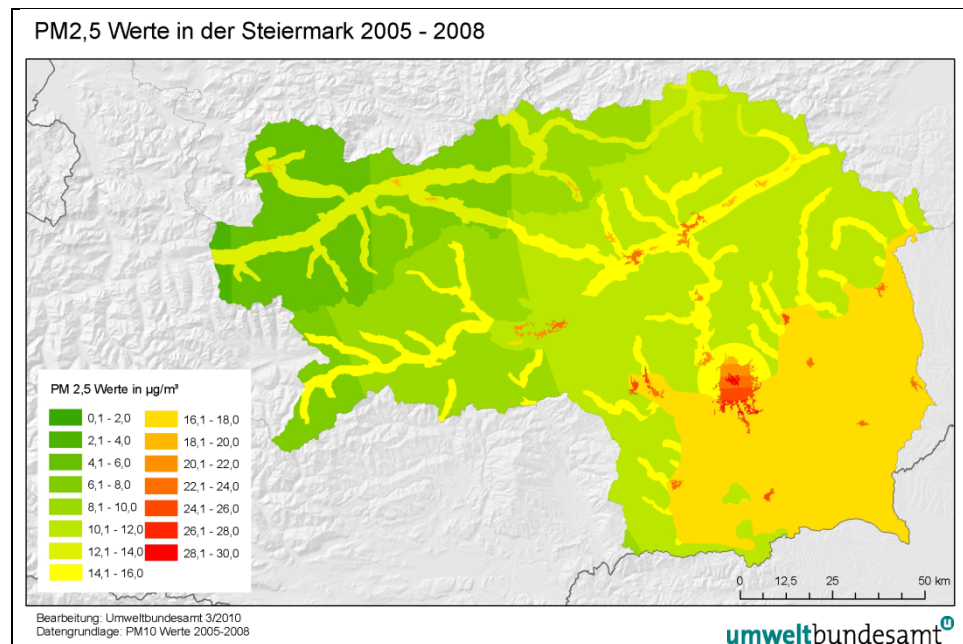 PM2,5 Werte in der Steiermark 2005 - 2008
PM 2,5 Werte in µg/m³
0,1 - 2,0
2,1 - 4,0
4,1 - 6,0
6,1 - 8,0
8,1 - 10,0
10,1 - 12,0
12,1 - 14,0
14,1 - 16,0
16,1 - 18,0
18,1 - 20,0
20,1 - 22,0
22,1 - 24,0
24,1 - 26,0
26,1 - 28,0
28,1 - 30,0
0 12,5 25 50 km
Bearbeitung: Umweltbundesamt 3/2010
Datengrundlage: PM10 Werte 2005-2008
umweltbundesamt